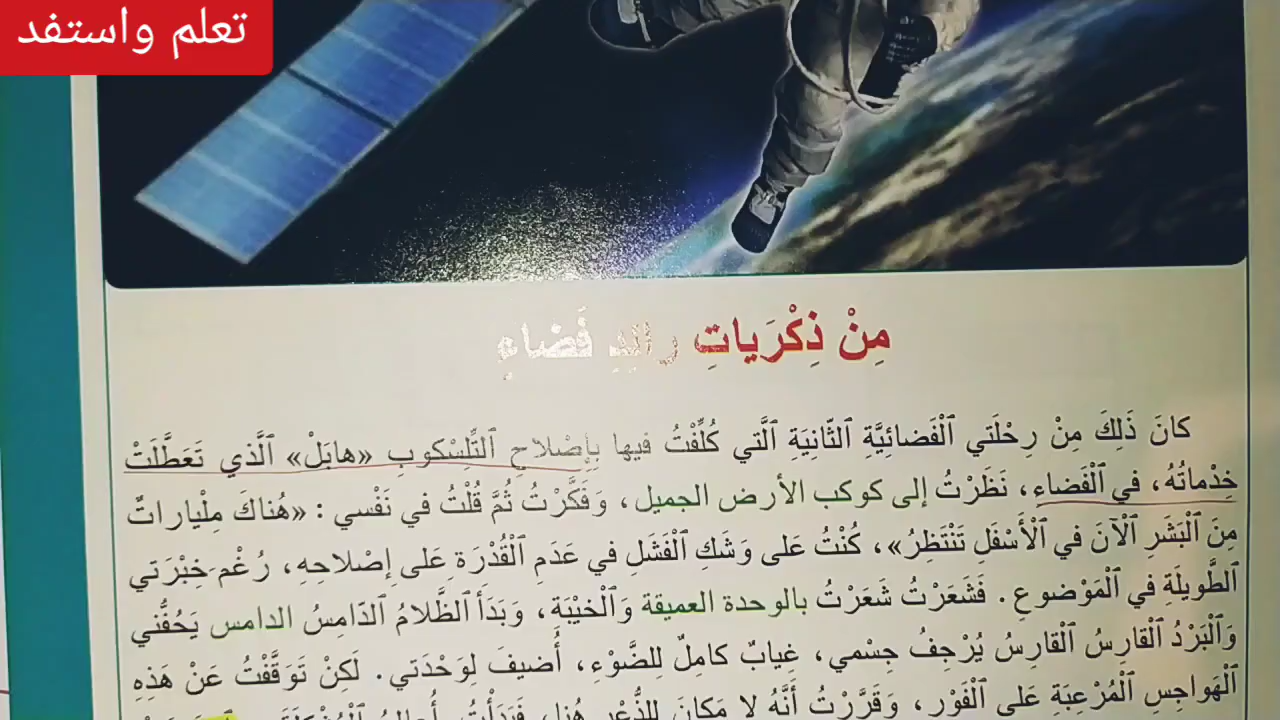 تعلم واستفد
مِنْ ذِكْرَياتِ رائِدِ فَضاءٍ
كانَ ذَلِكَ مِنْ رِحْلَتي ٱلْفَضائِيَّةِ ٱلثّانِيَةِ ٱلَّتي كُلِّفْتُ فيها بِإِصْلاحِ ٱلتِّلِسْكوبِ «هابَلْ» ٱلَّذي تَعَطَّلَتْ
خِدْماتُهُ، في ٱلْفَضاءِ، نَظَرْتُ إلى كوكب الأرض الجميل، وَفَكَّرْتُ ثُمَّ قُلْتُ في نَفْسي : «هُناكَ مِلْياراتٌ
مِنَ ٱلْبَشَرِ ٱلْآنَ في ٱلْأَسْفَلِ تَنْتَظِرُ»، كُنْتُ عَلى وَشَكِ ٱلْفَشَلِ في عَدَمِ ٱلْقُدْرَةِ عَلى إِصْلاحِهِ، رُغْمَ خِبْرَتي
ٱلطَّويلَةِ في ٱلْمَوْضوعِ . فَشَعَرْتُ شَعَرْتُ بالوحدة العميقة وَٱلْخَيْبَةِ، وَبَدَأَ ٱلظَّلامُ ٱلدّامِسُ الدامس يَحُفُّني
وَٱلْبَرْدُ ٱلْقارِسُ ٱلْقارِسُ يُرْجِفُ جِسْمي، غِيابٌ كامِلٌ لِلضَّوْءِ، أُضيفَ لِوَحْدَتي. لَكِنْ تَوَقَّفْتُ عَنْ هَذِهِ
ٱلْهَواجِسِ ٱلْمُرْعِبَةِ عَلى ٱلْفَوْرِ، وَقَرَّرْتُ أَنَّهُ لا مَكانَ لِلذُّعْرِ هُنا، فَبَدَأْتُ